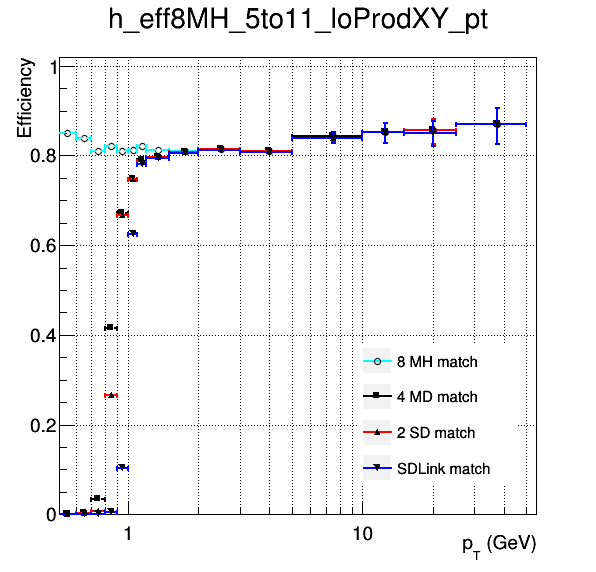 h_eff8MH_5to11_loProdXY_pt
Efficiency
1
0.8
0.6
0.4
0.2
0
8 MH match
4 MD match
2 SD match
SDLink match
1
10
p_T (GeV)